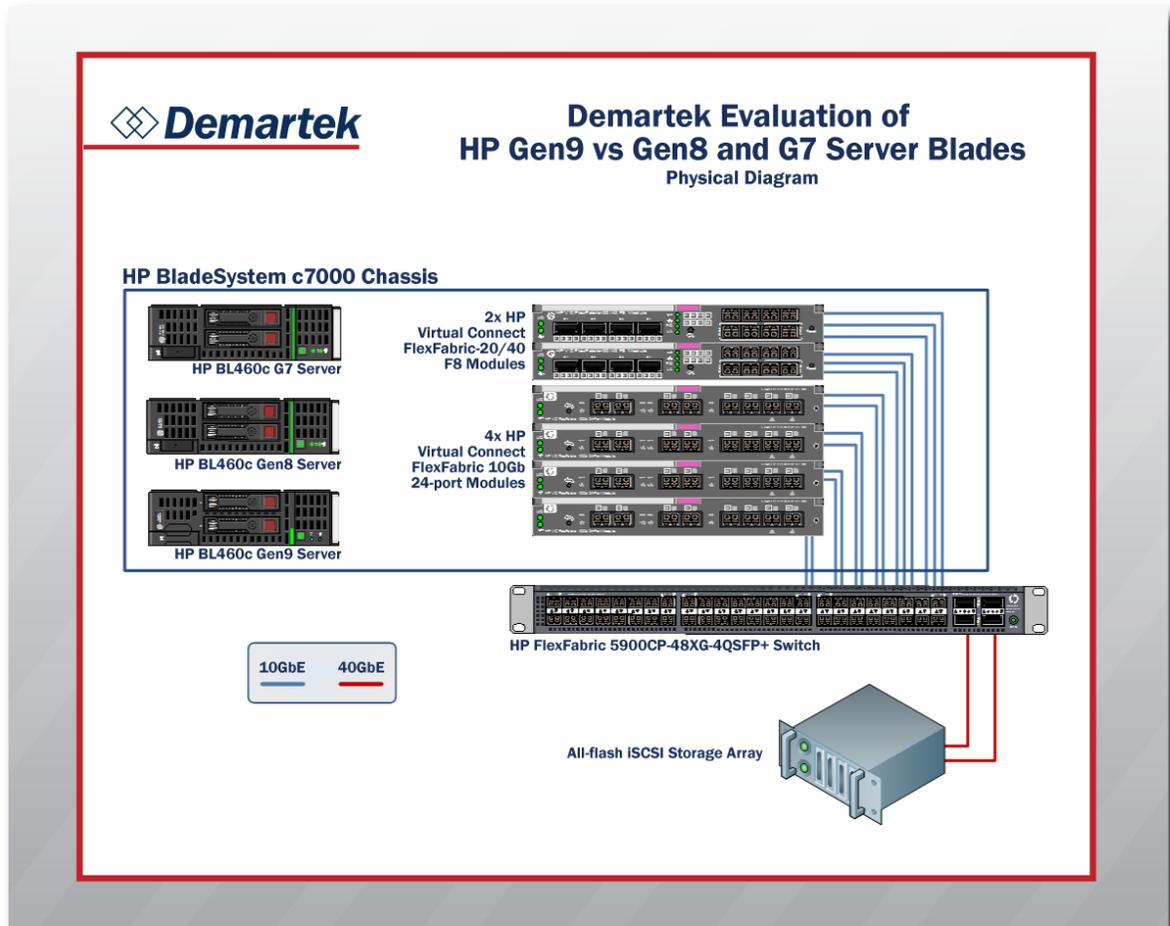 Demartek
Demartek Evaluation of
HP Gen9 vs Gen8 and G7 Server Blades
Physical Diagram
HP BladeSystem c7000 Chassis
HP BL460c G7 Server
HP BL460c Gen8 Server
HP BL460c Gen9 Server
2x HP
Virtual Connect
FlexFabric-20/40
F8 Modules
4x HP
Virtual Connect
FlexFabric 10Gb
24-port Modules
HP FlexFabric 5900CP-48XG-4QSFP+ Switch
10GbE 40GbE
All-flash iSCSI Storage Array